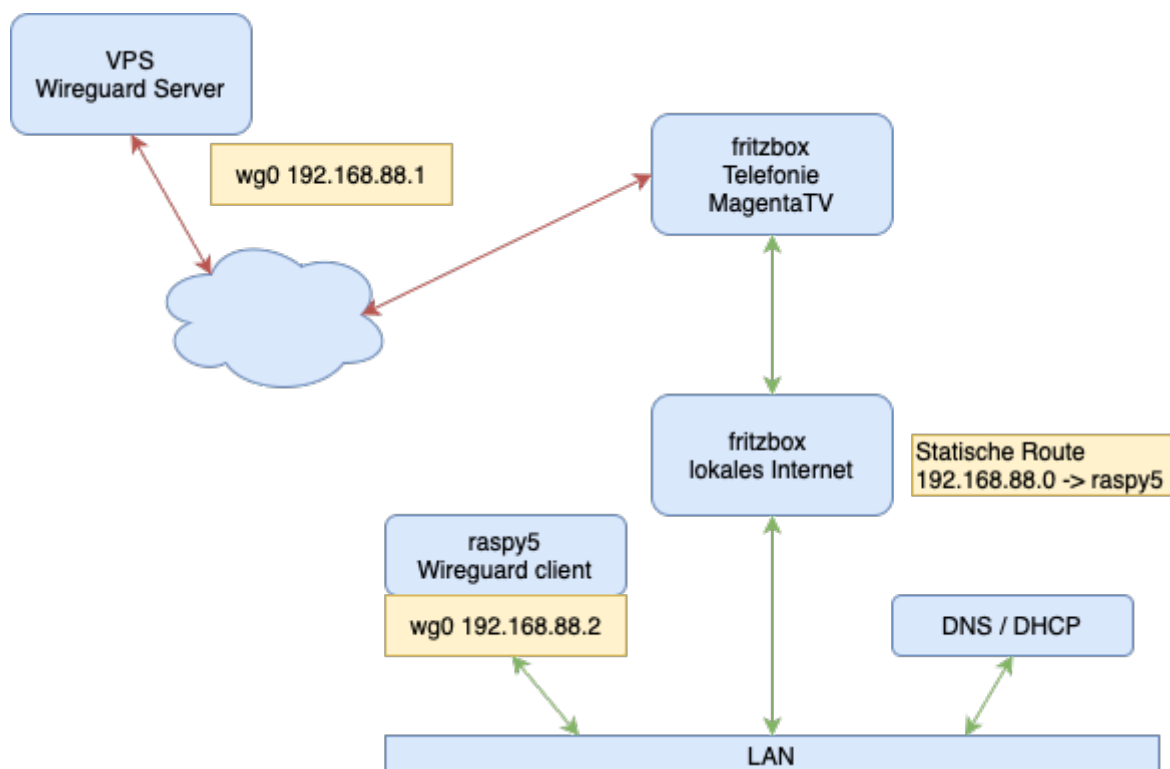 VPS
Wireguard Server
wg0 192.168.88.1
fritzbox
Telefonie
MagentaTV
fritzbox
lokales Internet
Statische Route
192.168.88.0 -> raspy5
raspy5
Wireguard client
wg0 192.168.88.2
DNS / DHCP
LAN